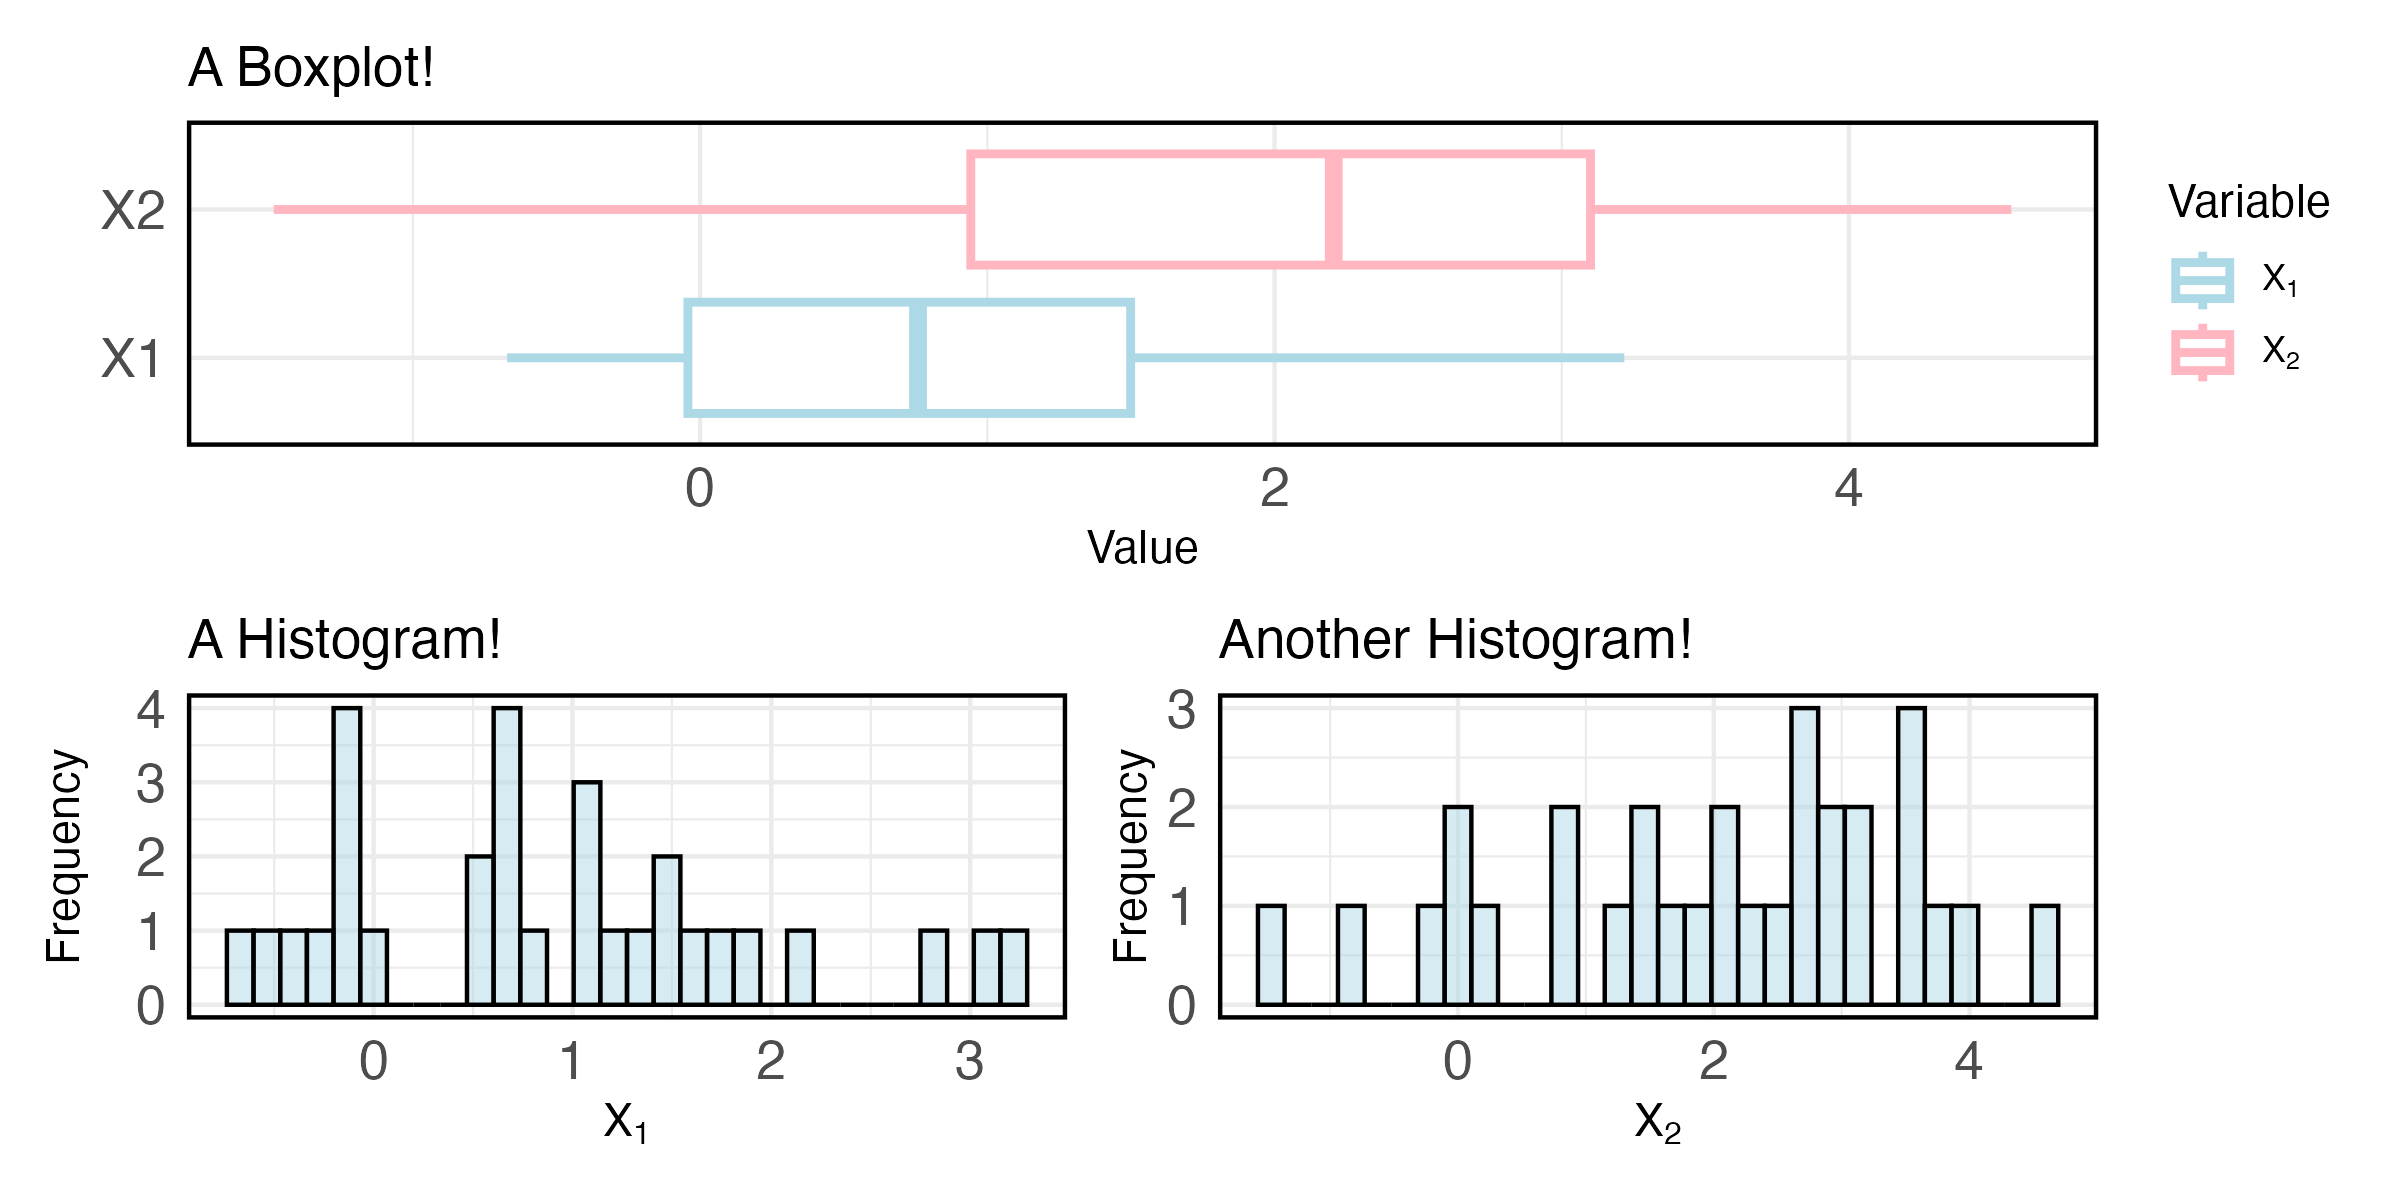 A Boxplot!
X2
X1
0 2 4
Value
Variable
X₁
X₂
A Histogram!
4
3
2
1
0
Frequency
0 1 2 3
X₁
Another Histogram!
3
2
1
0
Frequency
0 2 4
X₂